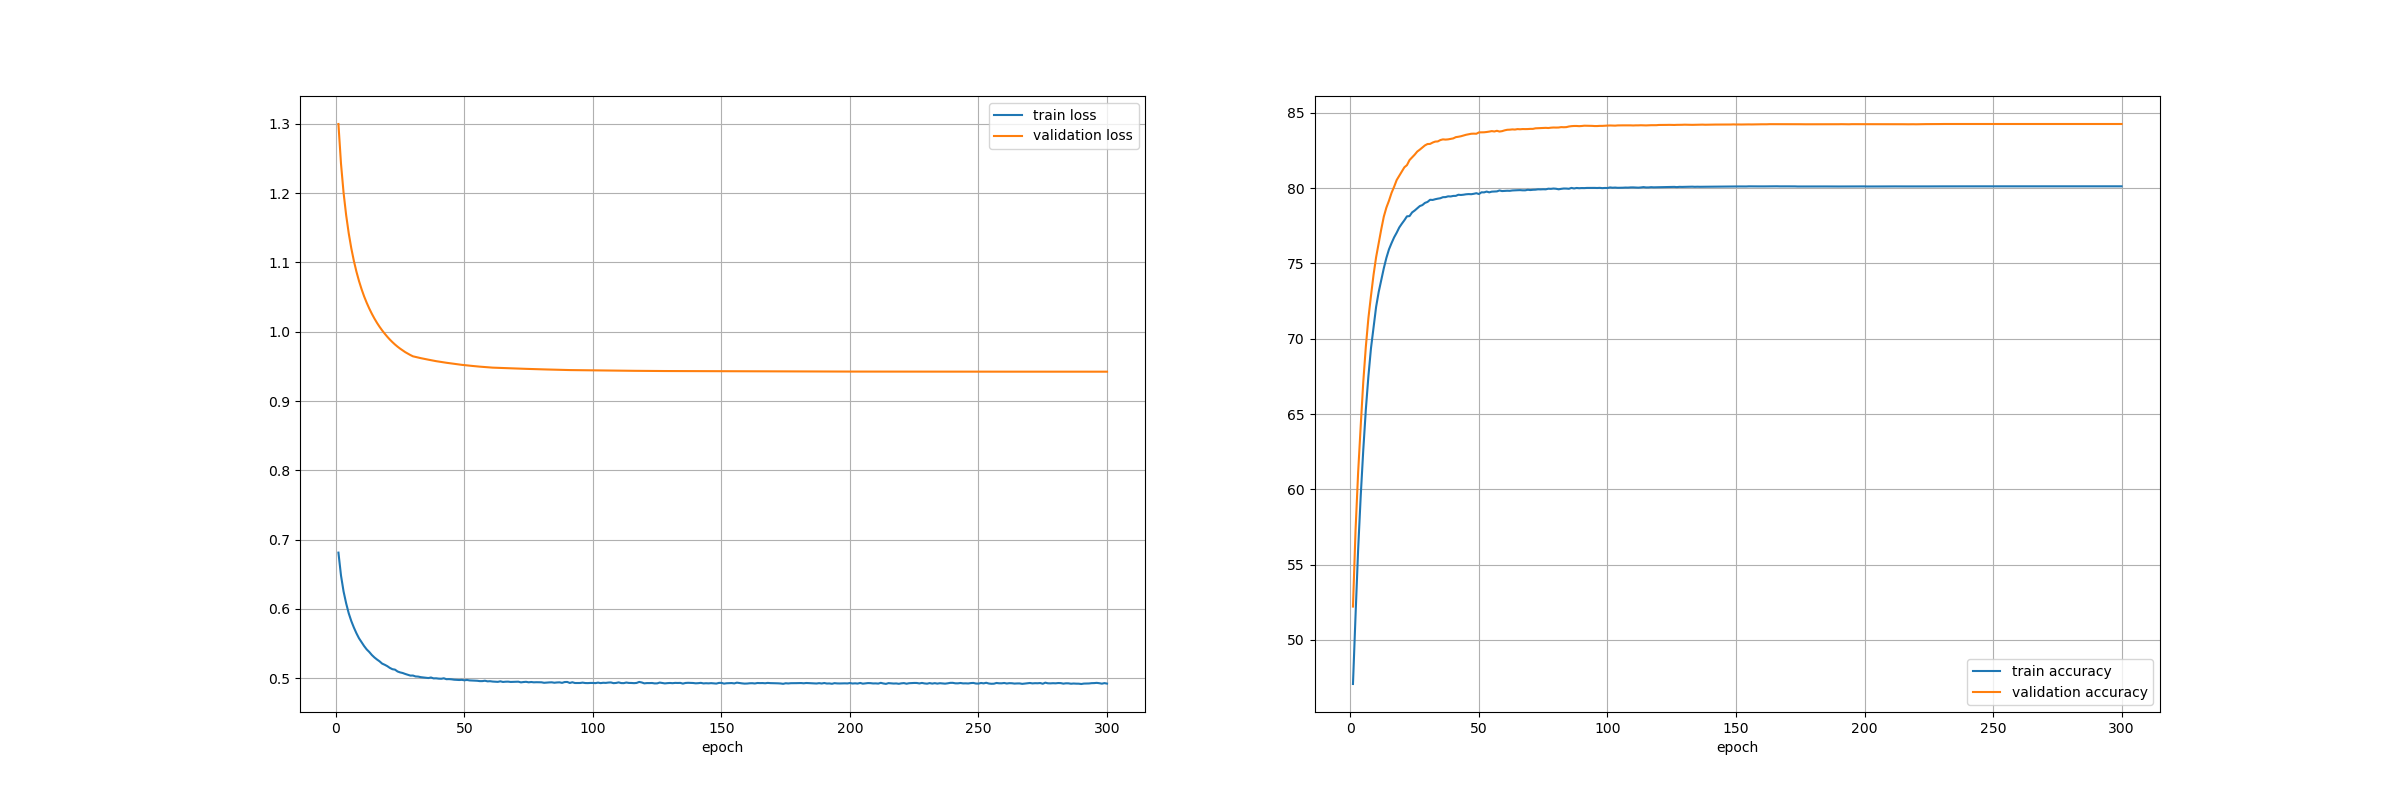 train loss
validation loss
1.3
1.2
1.1
1.0
0.9
0.8
0.7
0.6
0.5
0 50 100 150 200 250 300
epoch
85
80
75
70
65
60
55
50
train accuracy
validation accuracy
0 50 100 150 200 250 300
epoch